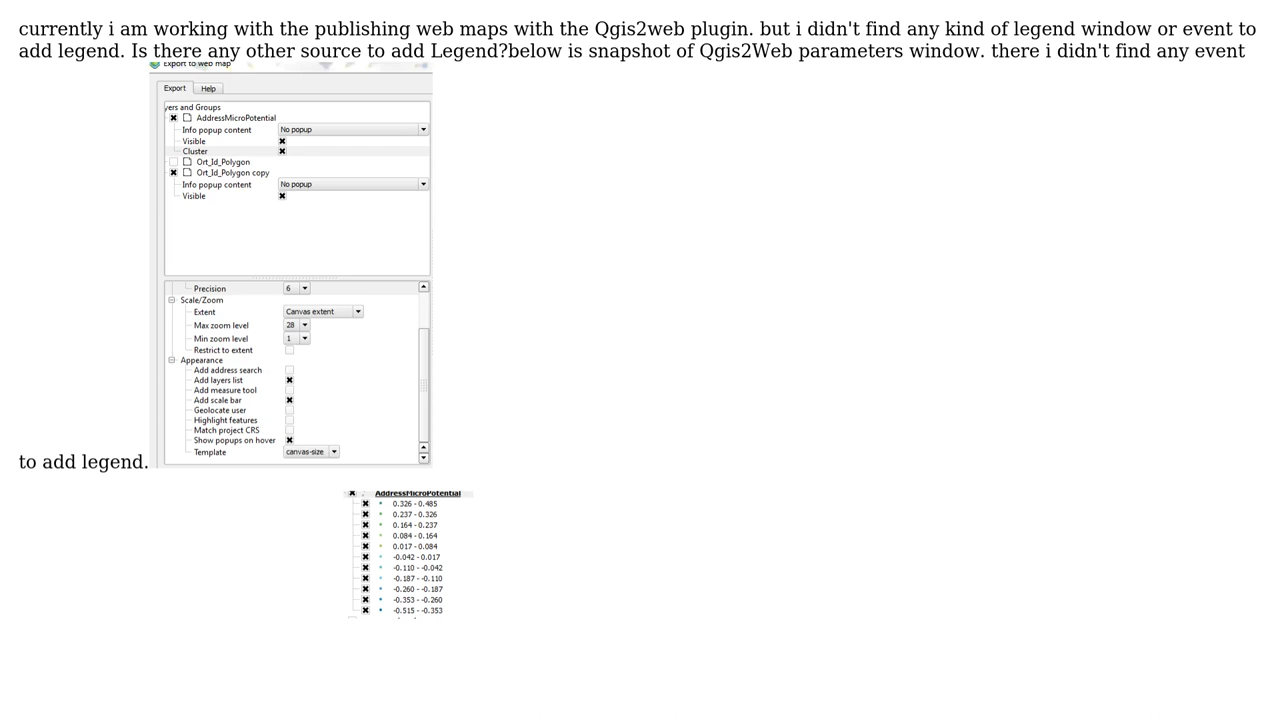 currently i am working with the publishing web maps with the Qgis2web plugin. but i didn't find any kind of legend window or event to
add legend. Is there any other source to add Legend?below is snapshot of Qgis2Web parameters window. there i didn't find any event
Export to web map
Export Help
yers and Groups
AddressMicroPotential
Info popup content No popup
Visible
Cluster
Ort_Id_Polygon
Ort_Id_Polygon copy
Info popup content No popup
Visible
Precision 6
Scale/Zoom
Extent Canvas extent
Max zoom level 28
Min zoom level 1
Restrict to extent
Appearance
Add address search
Add layers list
Add measure tool
Add scale bar
Geolocate user
Highlight features
Match project CRS
Show popups on hover
Template canvas-size
to add legend.
AddressMicroPotential
0.326 - 0.485
0.237 - 0.326
0.164 - 0.237
0.084 - 0.164
0.017 - 0.084
-0.042 - 0.017
-0.110 - -0.042
-0.187 - -0.110
-0.260 - -0.187
-0.353 - -0.260
-0.515 - -0.353